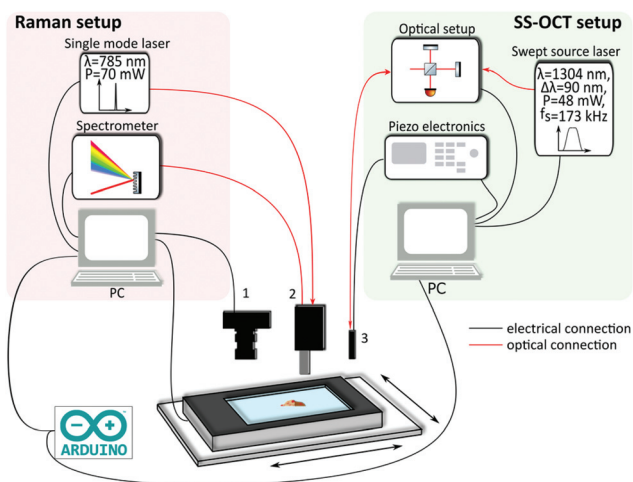 Raman setup
Single mode laser
λ=785 nm
P=70 mW
Spectrometer
PC
SS-OCT setup
Optical setup
Swept source laser
λ=1304 nm,
Δλ=90 nm,
P=48 mW,
fs=173 kHz
Piezo electronics
PC
1
2
3
electrical connection
optical connection
ARDUINO